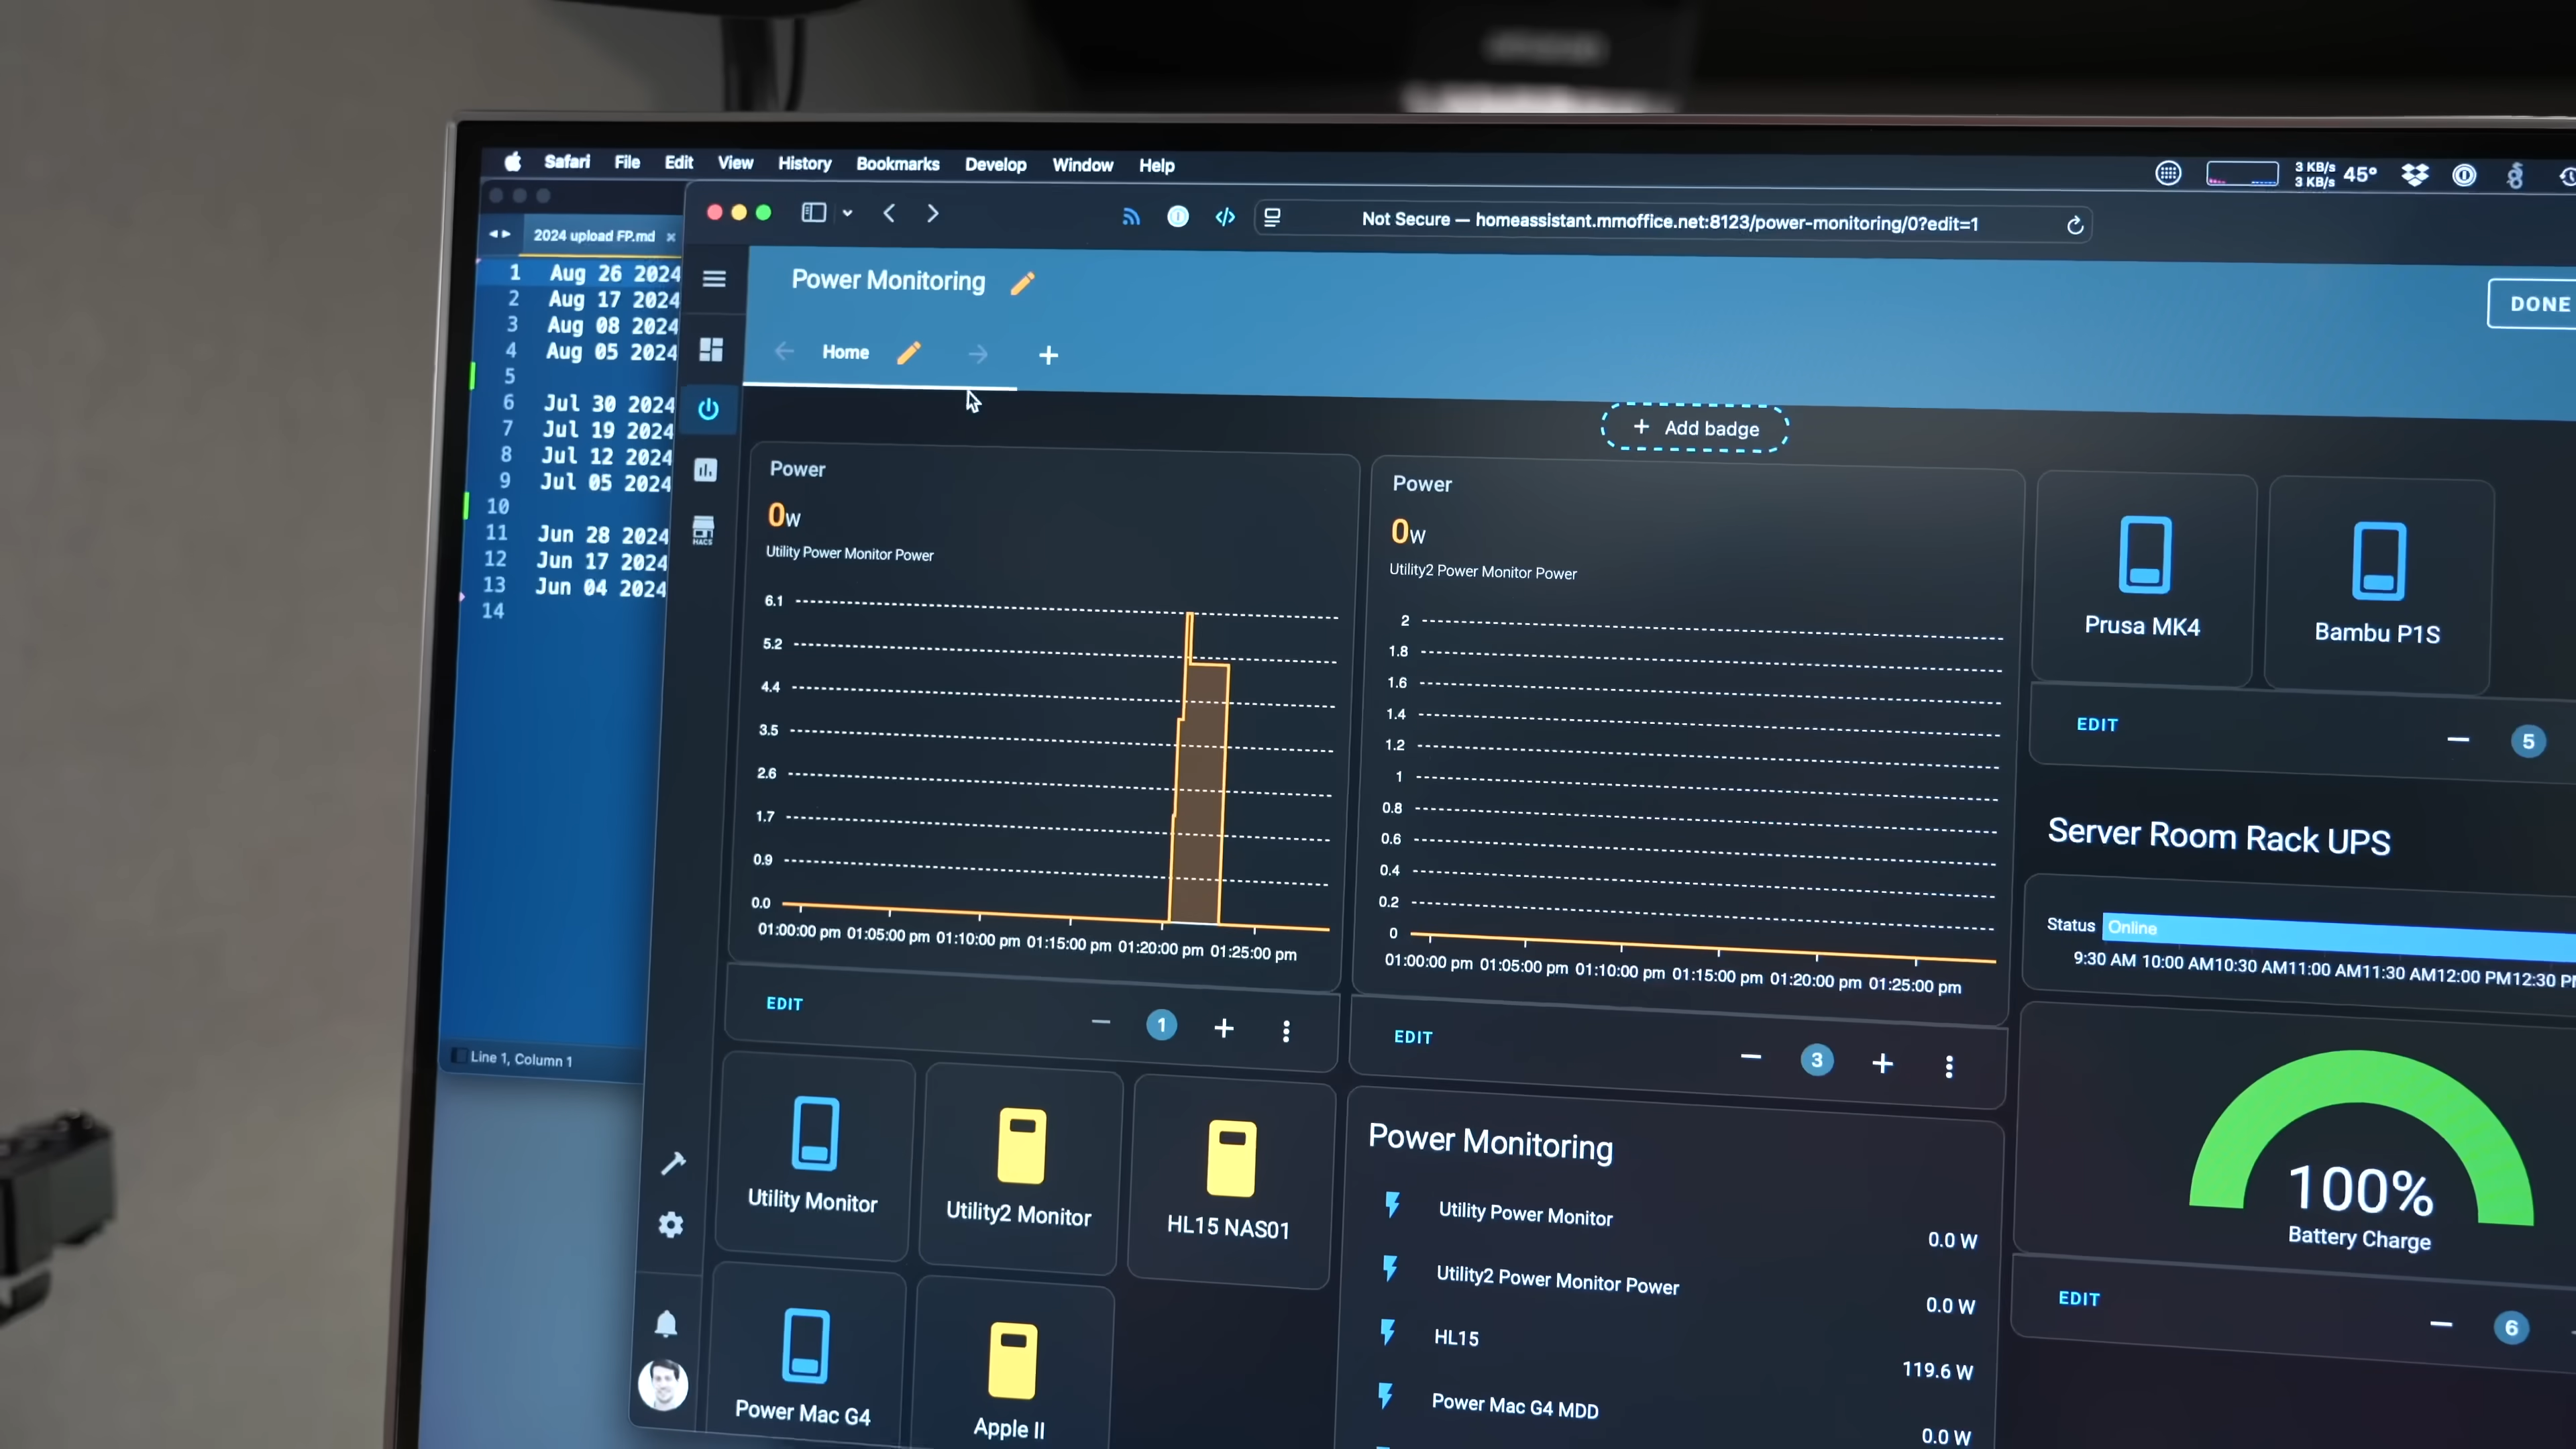 Safari File Edit View History Bookmarks Develop Window Help
3 KB/s
3 KB/s
45°
2024 upload FP.md
Not Secure — homeassistant.mmoffice.net:8123/power-monitoring/0?edit=1
1 Aug 26 2024
2 Aug 17 2024
3 Aug 08 2024
4 Aug 05 2024
5
6 Jul 30 2024
7 Jul 19 2024
8 Jul 12 2024
9 Jul 05 2024
10
11 Jun 28 2024
12 Jun 17 2024
13 Jun 04 2024
14
Line 1, Column 1
HACS
Power Monitoring
DONE
Home
+ Add badge
Power
0W
Utility Power Monitor Power
6.1
5.2
4.4
3.5
2.6
1.7
0.9
0.0
01:00:00 pm 01:05:00 pm 01:10:00 pm 01:15:00 pm 01:20:00 pm 01:25:00 pm
EDIT
1
Power
0W
Utility2 Power Monitor Power
2
1.8
1.6
1.4
1.2
1
0.8
0.6
0.4
0.2
0
01:00:00 pm 01:05:00 pm 01:10:00 pm 01:15:00 pm 01:20:00 pm 01:25:00 pm
EDIT
3
Prusa MK4
Bambu P1S
EDIT
5
Server Room Rack UPS
Status Online
9:30 AM 10:00 AM 10:30 AM 11:00 AM 11:30 AM 12:00 PM 12:30 P
100%
Battery Charge
EDIT
6
Utility Monitor
Utility2 Monitor
HL15 NAS01
Power Mac G4
Apple II
Power Monitoring
Utility Power Monitor 0.0 W
Utility2 Power Monitor Power 0.0 W
HL15 119.6 W
Power Mac G4 MDD 0.0 W